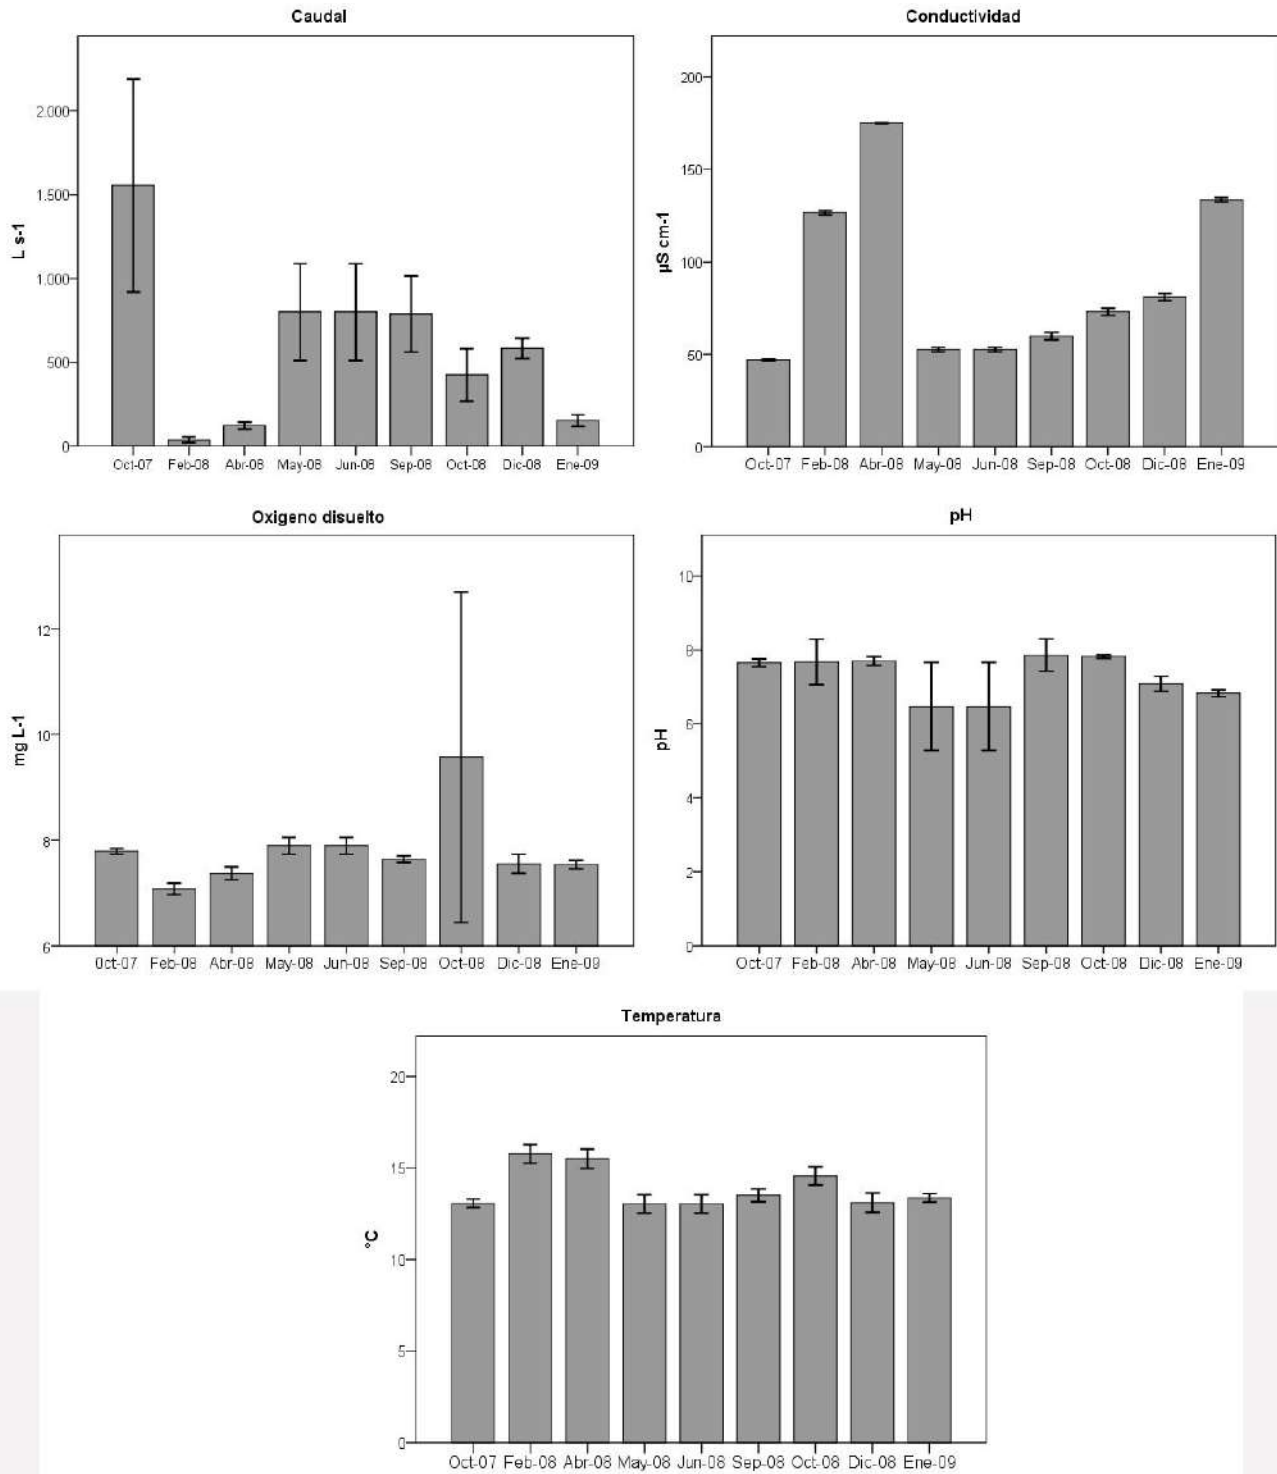 Caudal
L s-1
2.000
1.500
1.000
500
0
Oct-07 Feb-08 Abr-08 May-08 Jun-08 Sep-08 Oct-08 Dic-08 Ene-09
Conductividad
µS cm-1
200
150
100
50
0
Oct-07 Feb-08 Abr-08 May-08 Jun-08 Sep-08 Oct-08 Dic-08 Ene-09
Oxigeno disuelto
mg L-1
12
10
8
6
Oct-07 Feb-08 Abr-08 May-08 Jun-08 Sep-08 Oct-08 Dic-08 Ene-09
pH
pH
10
8
6
4
2
0
Oct-07 Feb-08 Abr-08 May-08 Jun-08 Sep-08 Oct-08 Dic-08 Ene-09
Temperatura
°C
20
15
10
5
0
Oct-07 Feb-08 Abr-08 May-08 Jun-08 Sep-08 Oct-08 Dic-08 Ene-09